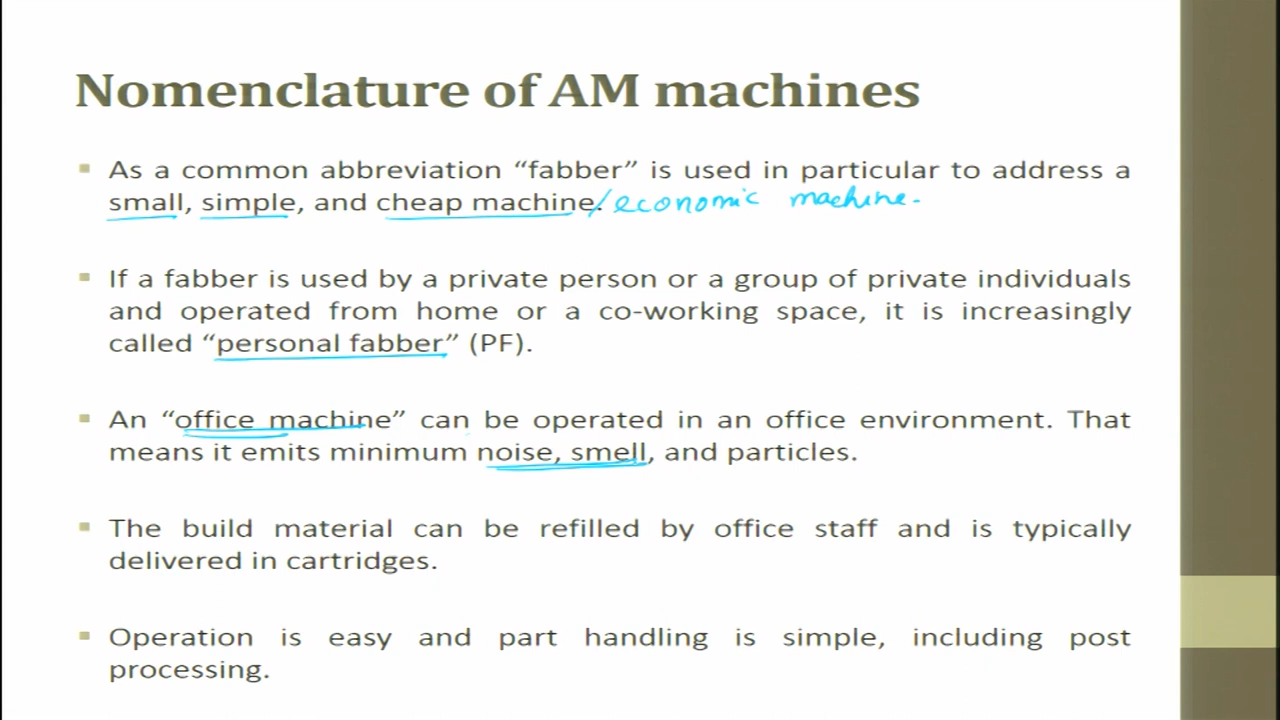 Nomenclature of AM machines
As a common abbreviation “fabber” is used in particular to address a
small, simple, and cheap machine./economic machine.
If a fabber is used by a private person or a group of private individuals
and operated from home or a co-working space, it is increasingly
called “personal fabber” (PF).
An “office machine” can be operated in an office environment. That
means it emits minimum noise, smell, and particles.
The build material can be refilled by office staff and is typically
delivered in cartridges.
Operation is easy and part handling is simple, including post
processing.